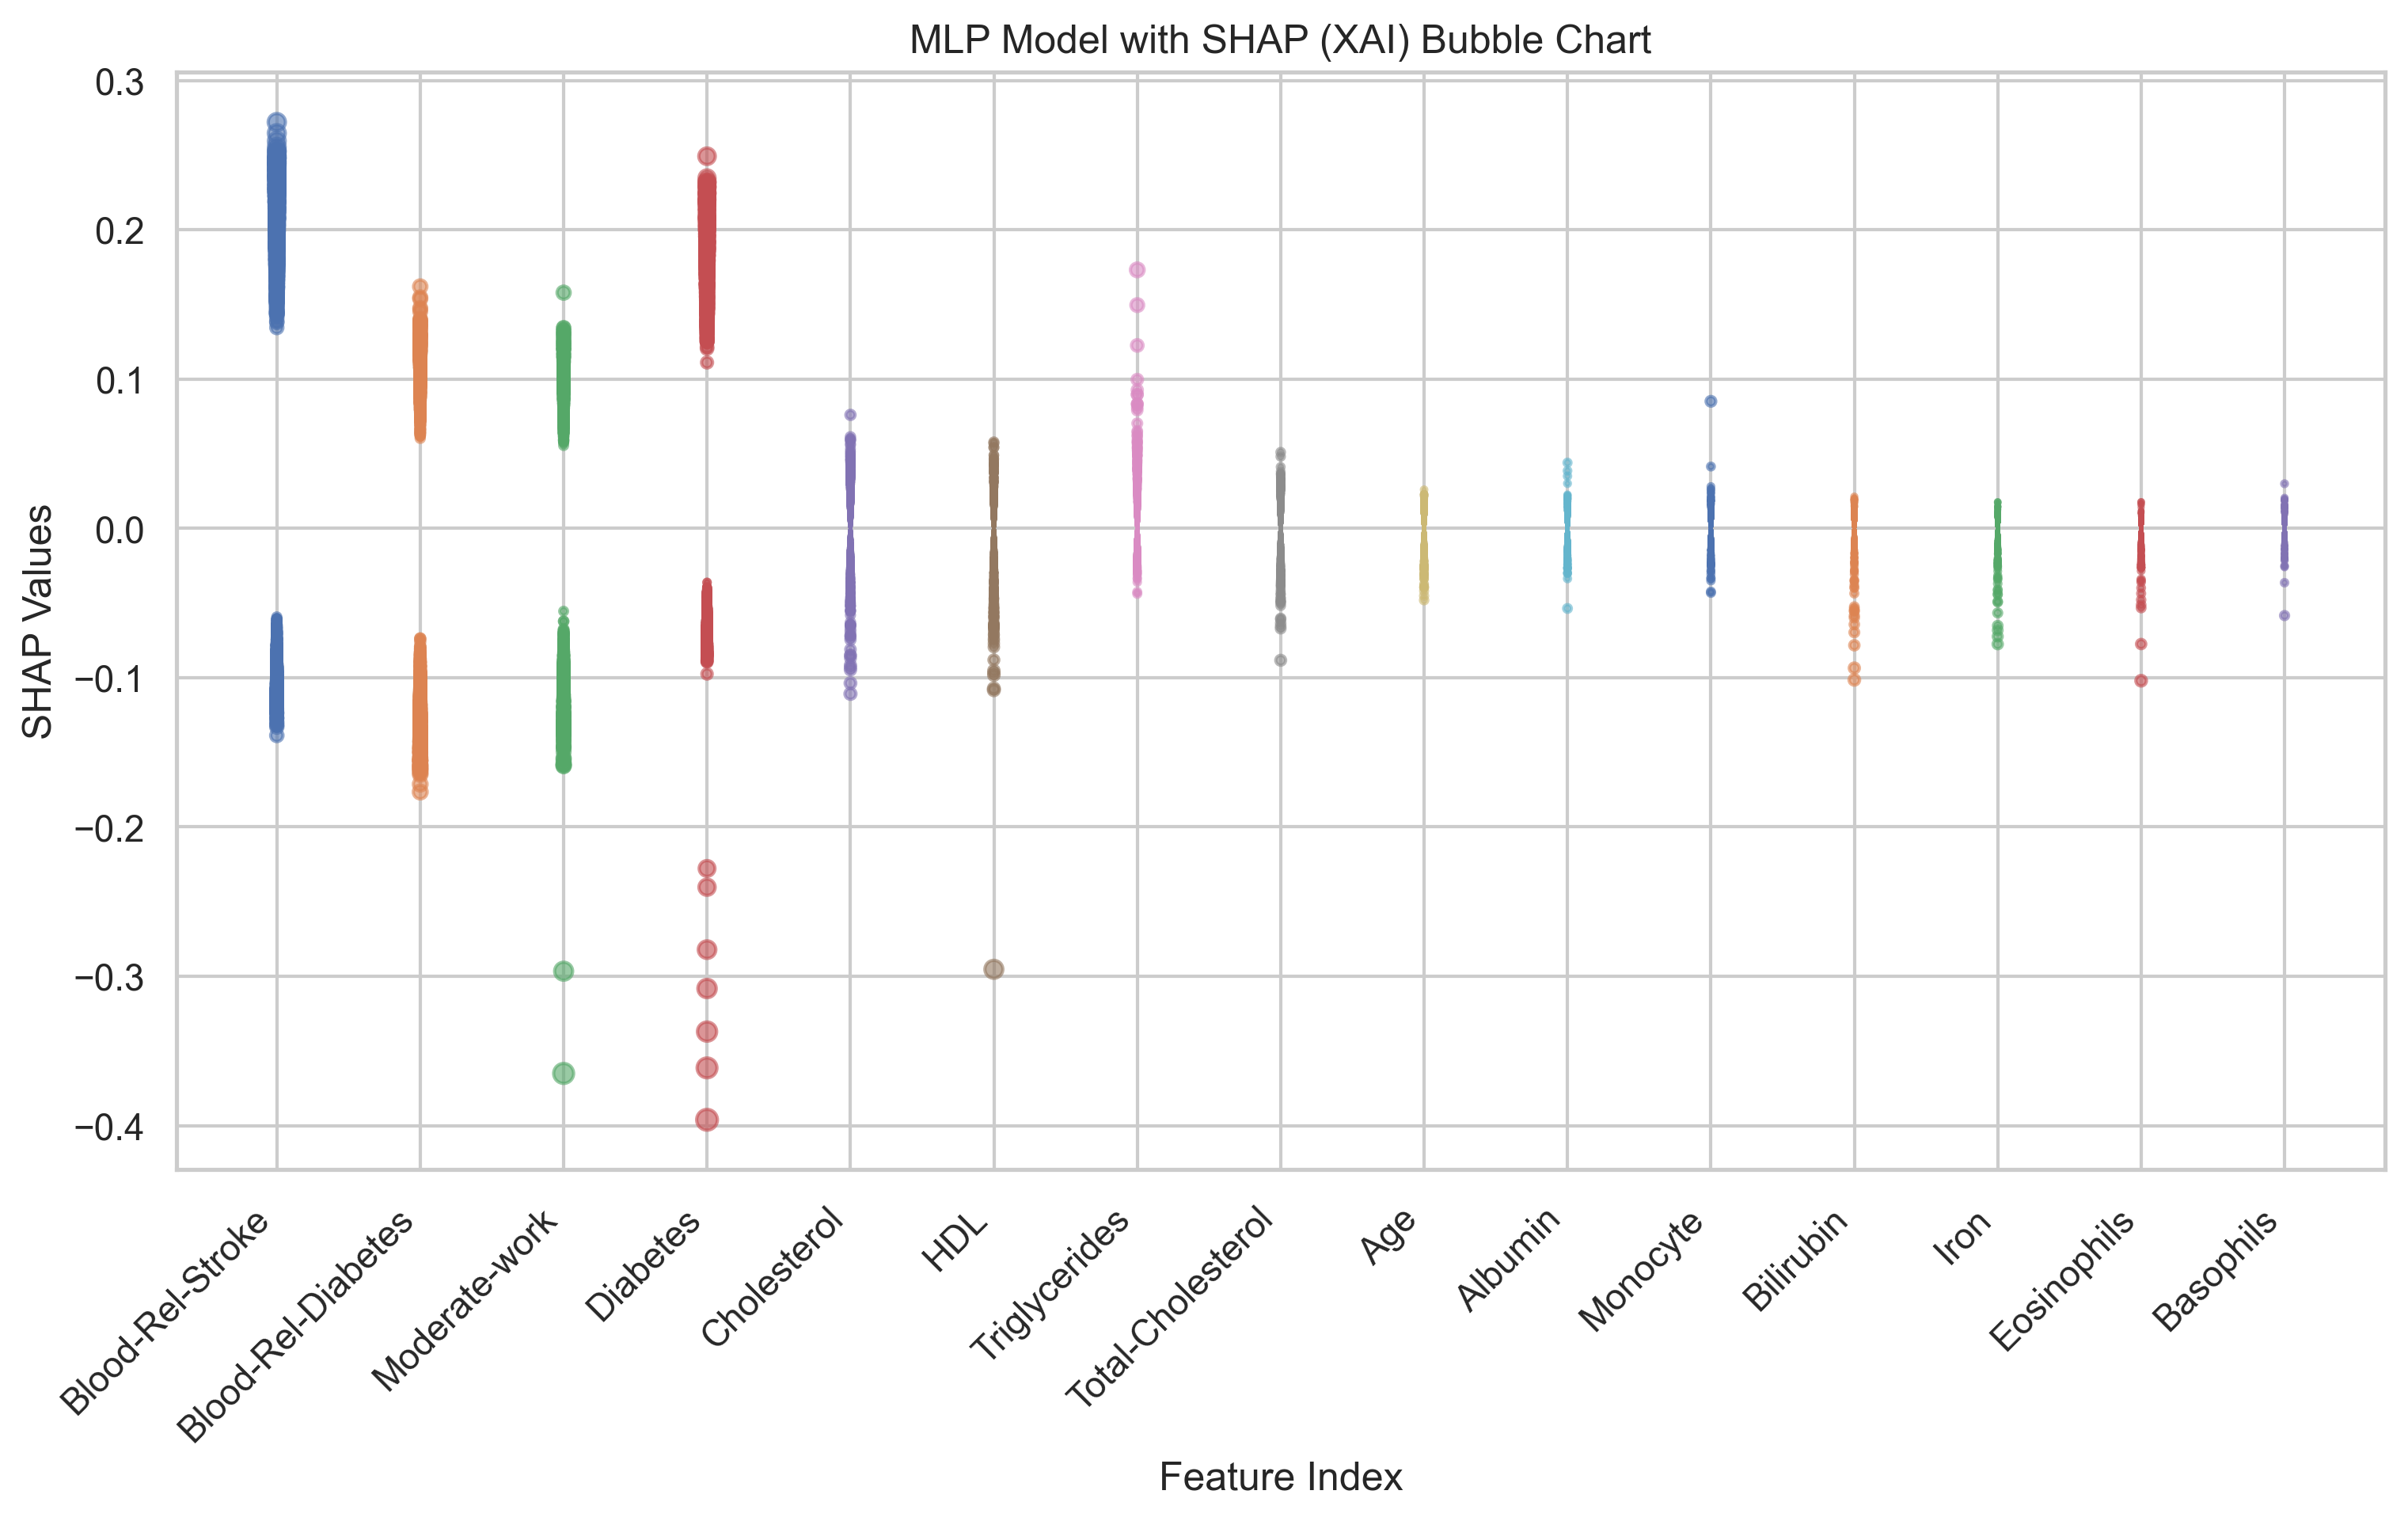 MLP Model with SHAP (XAI) Bubble Chart
0.3
0.2
0.1
0.0
−0.1
−0.2
−0.3
−0.4
SHAP Values
Blood-Rel-Stroke
Blood-Rel-Diabetes
Moderate-work
Diabetes
Cholesterol
HDL
Triglycerides
Total-Cholesterol
Age
Albumin
Monocyte
Bilirubin
Iron
Eosinophils
Basophils
Feature Index